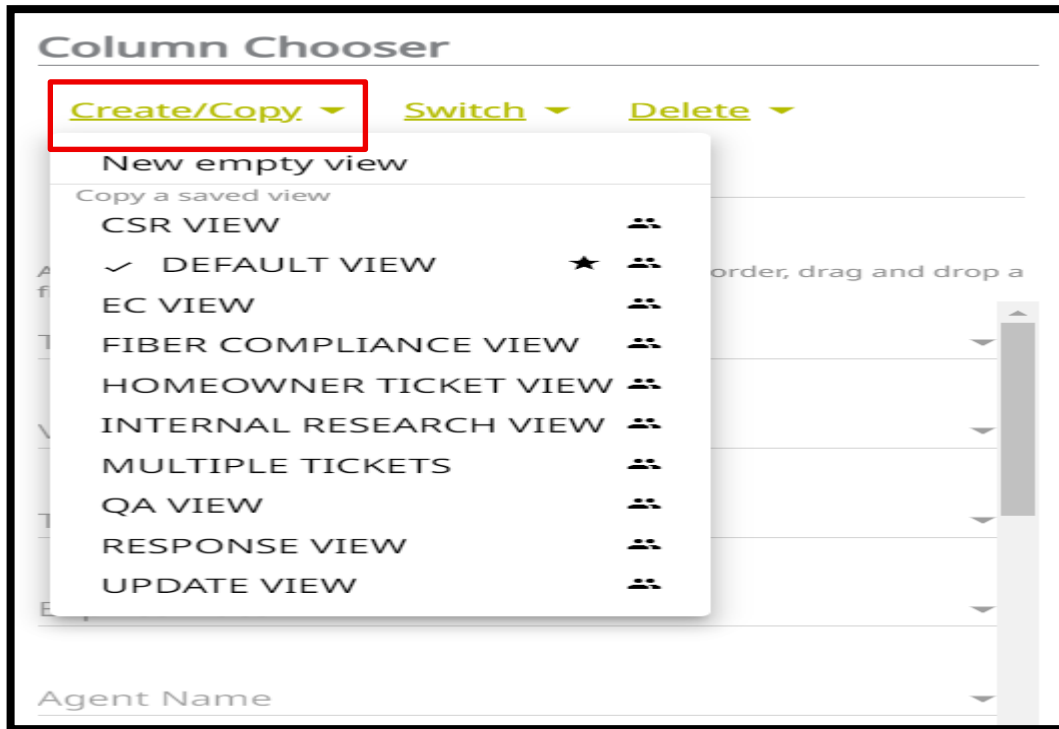 Column Chooser
Create/Copy Switch Delete
New empty view
Copy a saved view
CSR VIEW
DEFAULT VIEW
order, drag and drop a
EC VIEW
FIBER COMPLIANCE VIEW
HOMEOWNER TICKET VIEW
INTERNAL RESEARCH VIEW
MULTIPLE TICKETS
QA VIEW
RESPONSE VIEW
UPDATE VIEW
Agent Name